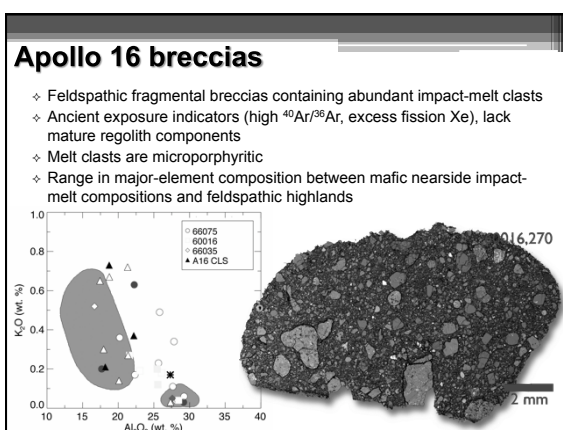 Apollo 16 breccias
✧ Feldspathic fragmental breccias containing abundant impact-melt clasts
✧ Ancient exposure indicators (high ⁴⁰Ar/³⁶Ar, excess fission Xe), lack
mature regolith components
✧ Melt clasts are microporphyritic
✧ Range in major-element composition between mafic nearside impact-
melt compositions and feldspathic highlands
K₂O (wt. %)
1.0
0.8
0.6
0.4
0.2
0.0
66075
60016
66035
A16 CLS
10 15 20 25 30 35 40
Al₂O₃ (wt. %)
016,270
2 mm